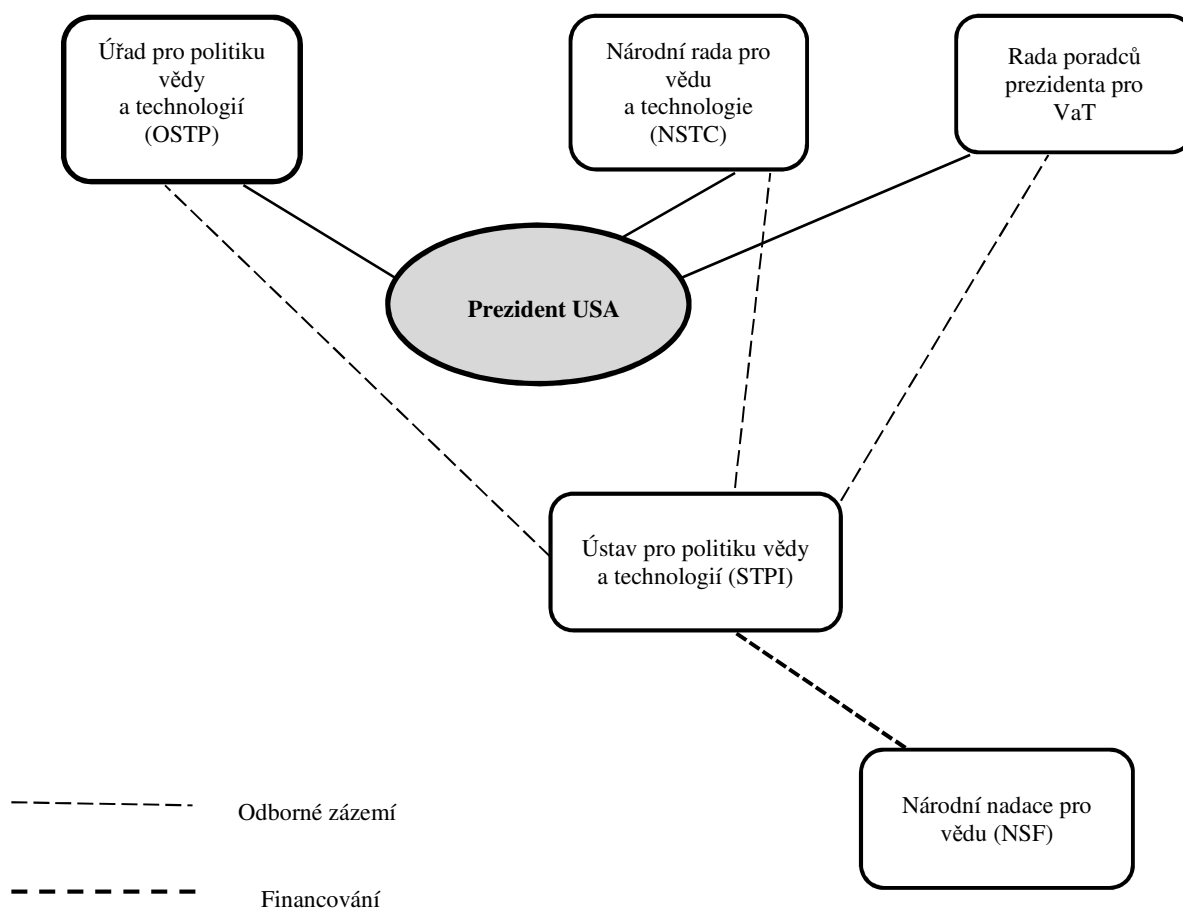 Úřad pro politiku
vědy
a technologií
(OSTP)
Národní rada pro
vědu
a technologie
(NSTC)
Rada poradců
prezidenta pro
VaT
Prezident USA
Ústav pro politiku vědy
a technologií (STPI)
Národní nadace pro
vědu (NSF)
Odborné zázemí
Financování